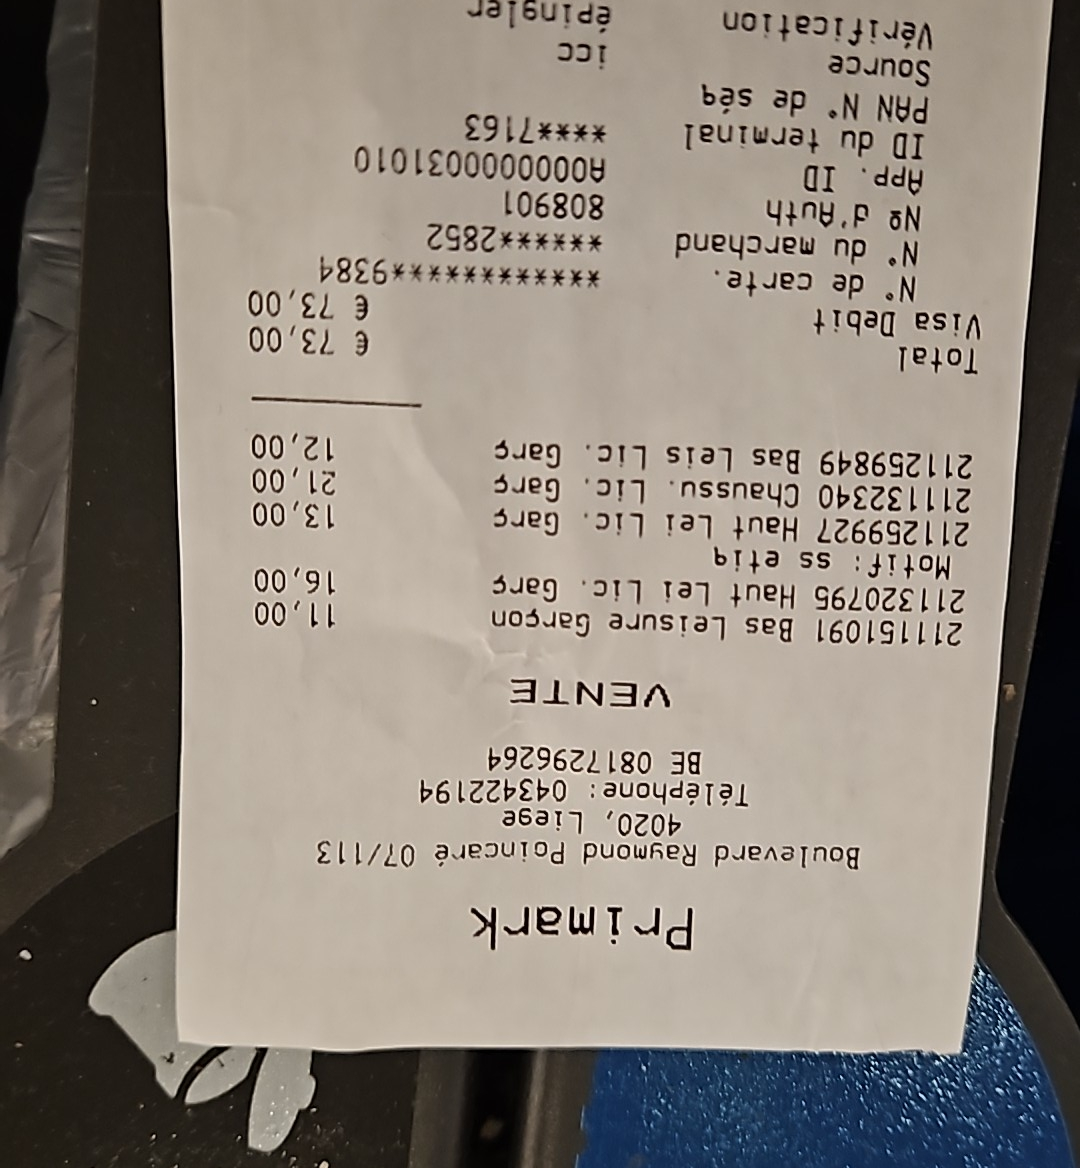 Primark
Boulevard Raymond Poincaré 07/113
4020, Liege
Téléphone: 043422194
BE 0817296264
VENTE
211151091 Bas Leisure Garçon 11,00
211320795 Haut Lei Lic. Garç 16,00
Motif: ss etiq
211259927 Haut Lei Lic. Garç 13,00
211132340 Chaussu. Lic. Garç 21,00
211259849 Bas Leis Lic. Garç 12,00
Total € 73,00
Visa Debit € 73,00
N° de carte. ************9384
N° du marchand ******2852
Nº d'Auth 808901
App. ID A0000000031010
ID du terminal ****7163
PAN N° de séq
Source icc
Vérification épingler